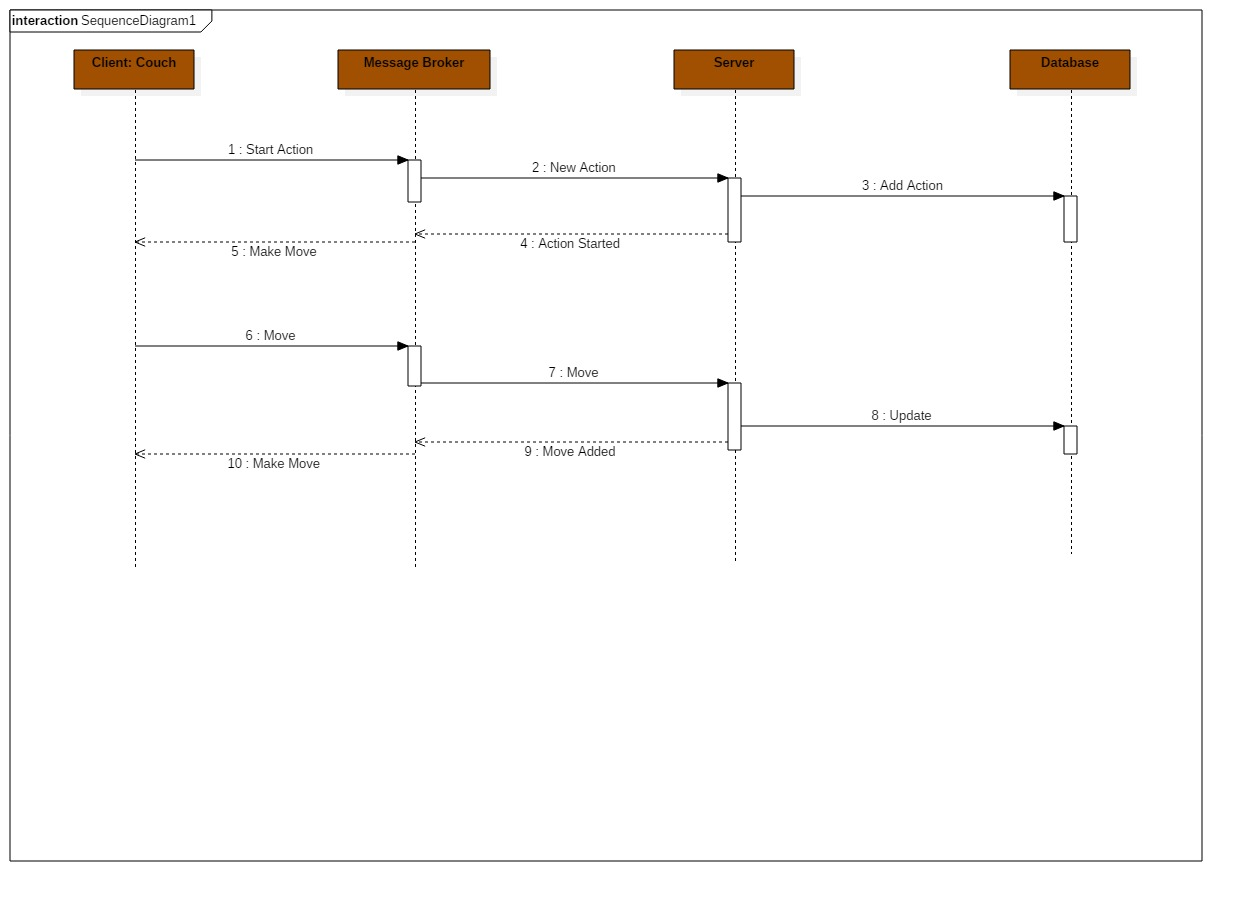 interaction SequenceDiagram1
Client: Couch
Message Broker
Server
Database
1 : Start Action
2 : New Action
3 : Add Action
4 : Action Started
5 : Make Move
6 : Move
7 : Move
8 : Update
9 : Move Added
10 : Make Move